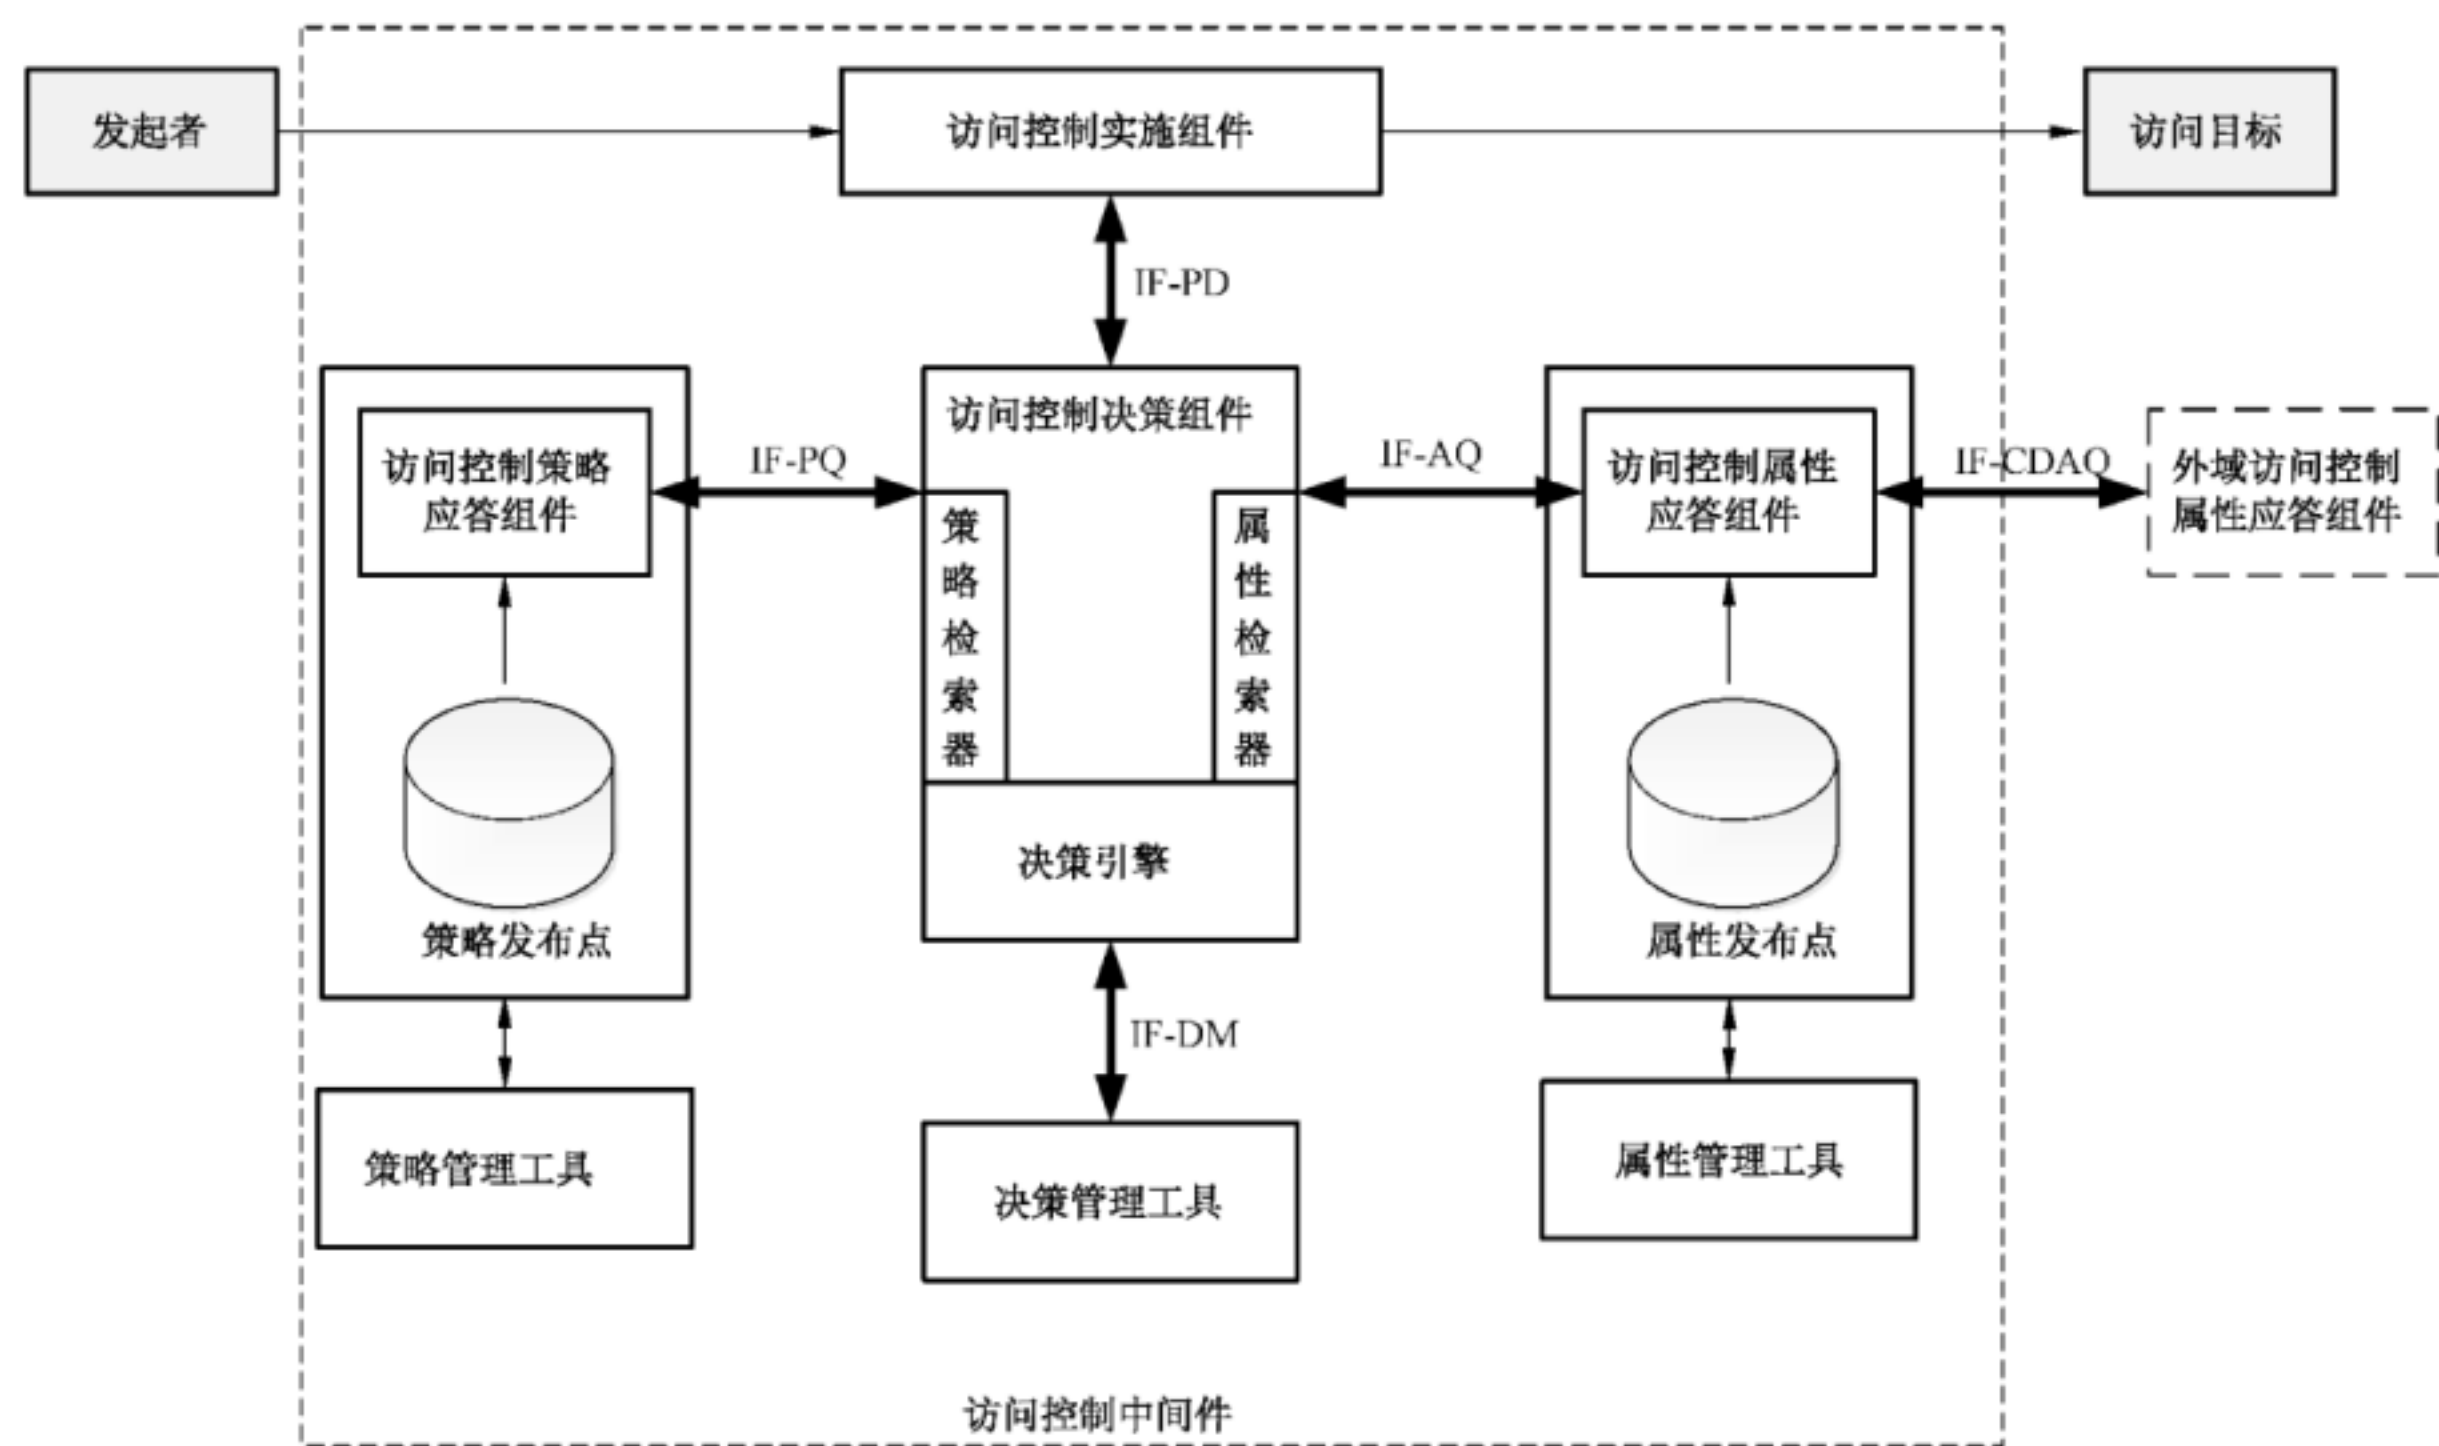 发起者
访问控制实施组件
访问目标
IF-PD
访问控制策略
应答组件
IF-PQ
访问控制决策组件
IF-AQ
访问控制属性
应答组件
IF-CDAQ
外域访问控制
属性应答组件
策略检索器
属性检索器
决策引擎
策略发布点
属性发布点
IF-DM
策略管理工具
决策管理工具
属性管理工具
访问控制中间件